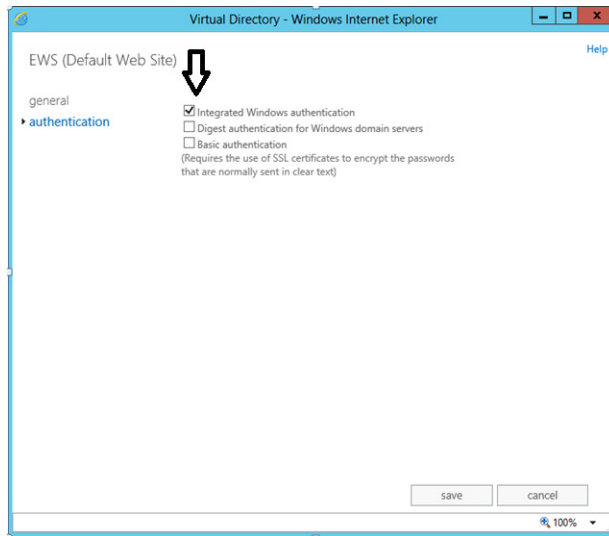 Virtual Directory - Windows Internet Explorer
Help
EWS (Default Web Site)
general
authentication
Integrated Windows authentication
Digest authentication for Windows domain servers
Basic authentication
(Requires the use of SSL certificates to encrypt the passwords
that are normally sent in clear text)
save cancel
100%